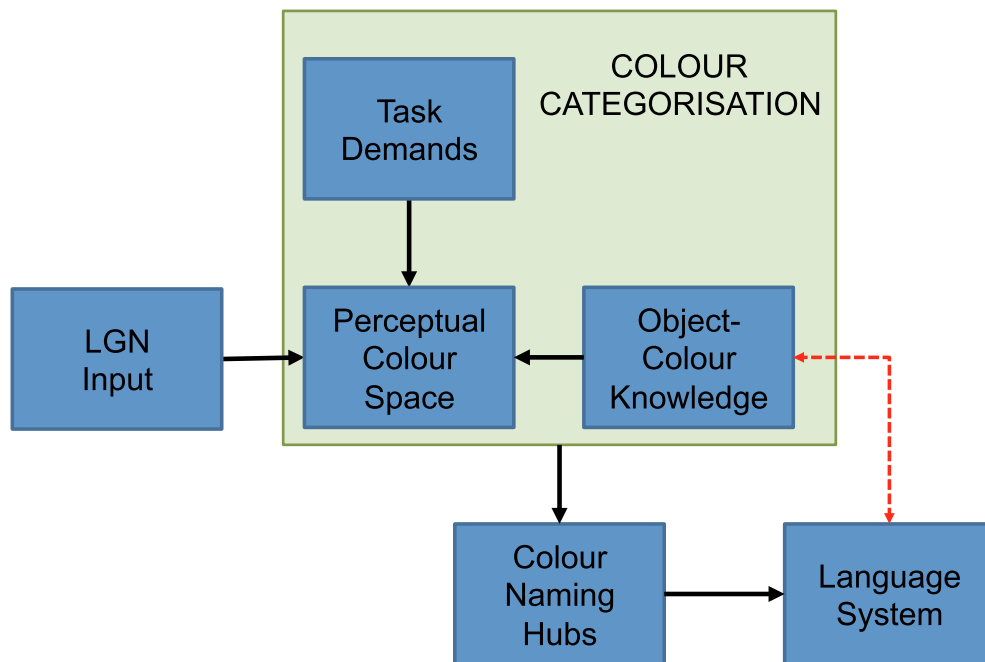 COLOUR
CATEGORISATION
Task
Demands
LGN
Input
Perceptual
Colour
Space
Object-
Colour
Knowledge
Colour
Naming
Hubs
Language
System